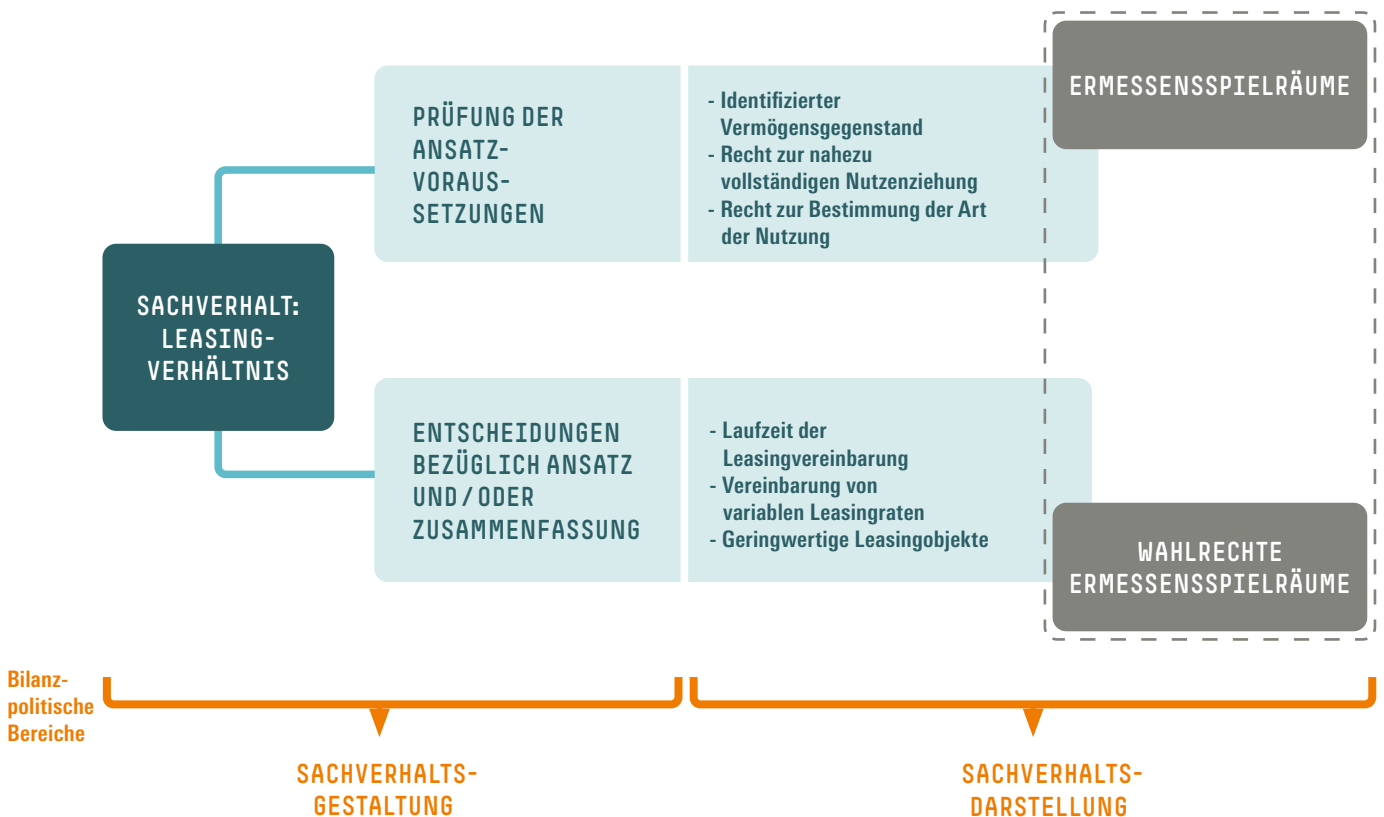 SACHVERHALT:
LEASING-
VERHÄLTNIS
PRÜFUNG DER
ANSATZ-
VORAUS-
SETZUNGEN
- Identifizierter
Vermögensgegenstand
- Recht zur nahezu
vollständigen Nutzenziehung
- Recht zur Bestimmung der Art
der Nutzung
ERMESSENSSPIELRÄUME
ENTSCHEIDUNGEN
BEZÜGLICH ANSATZ
UND/ODER
ZUSAMMENFASSUNG
- Laufzeit der
Leasingvereinbarung
- Vereinbarung von
variablen Leasingraten
- Geringwertige Leasingobjekte
WAHLRECHTE
ERMESSENSSPIELRÄUME
Bilanz-
politische
Bereiche
SACHVERHALTS-
GESTALTUNG
SACHVERHALTS-
DARSTELLUNG